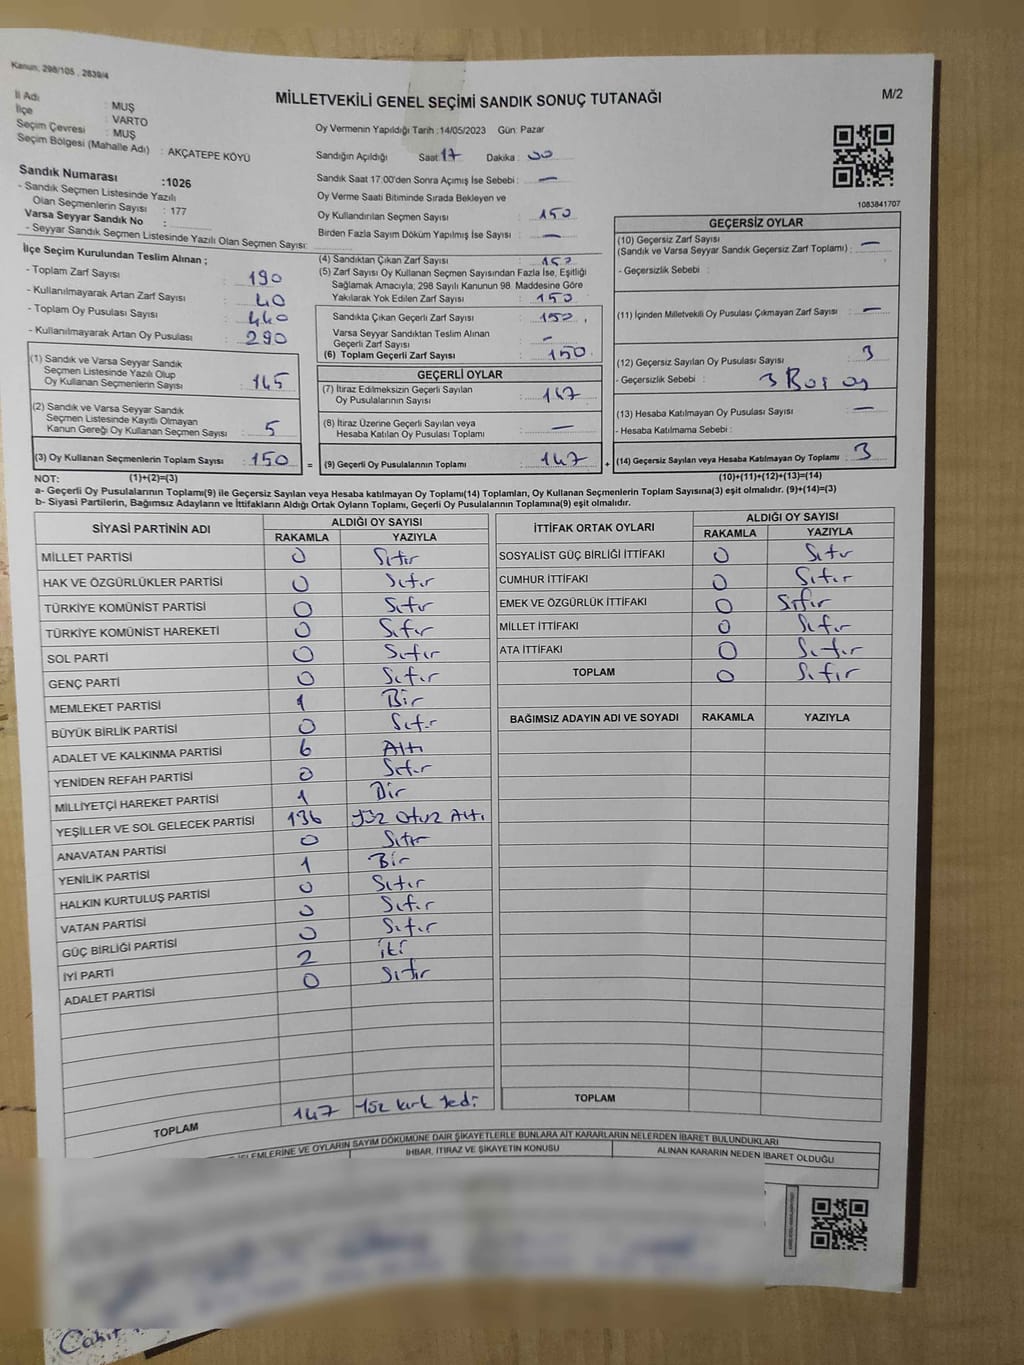 Kanun, 298/105 , 2839/4
MİLLETVEKİLİ GENEL SEÇİMİ SANDIK SONUÇ TUTANAĞI
M/2
İl Adı : MUŞ
İlçe : VARTO
Seçim Çevresi : MUŞ
Seçim Bölgesi (Mahalle Adı) : AKÇATEPE KÖYÜ
Sandık Numarası :1026
- Sandık Seçmen Listesinde Yazılı
Olan Seçmenlerin Sayısı : 177
Varsa Seyyar Sandık No :
- Seyyar Sandık Seçmen Listesinde Yazılı Olan Seçmen Sayısı:
Oy Vermenin Yapıldığı Tarih :14/05/2023 Gün: Pazar
Sandığın Açıldığı Saat 17 Dakika : 00
Sandık Saat 17.00'den Sonra Açımış İse Sebebi : —
Oy Verme Saati Bitiminde Sırada Bekleyen ve
Oy Kullandırılan Seçmen Sayısı : 150
Birden Fazla Sayım Döküm Yapılmış İse Sayısı : —
1083841707
İlçe Seçim Kurulundan Teslim Alınan ;
- Toplam Zarf Sayısı : 190
- Kullanılmayarak Artan Zarf Sayısı : 40
- Toplam Oy Pusulası Sayısı : 440
- Kullanılmayarak Artan Oy Pusulası : 290
(1) Sandık ve Varsa Seyyar Sandık
Seçmen Listesinde Yazılı Olup
Oy Kullanan Seçmenlerin Sayısı : 145
(2) Sandık ve Varsa Seyyar Sandık
Seçmen Listesinde Kayıtlı Olmayan
Kanun Gereği Oy Kullanan Seçmen Sayısı : 5
(3) Oy Kullanan Seçmenlerin Toplam Sayısı : 150
(4) Sandıktan Çıkan Zarf Sayısı : 150
(5) Zarf Sayısı Oy Kullanan Seçmen Sayısından Fazla İse, Eşitliği
Sağlamak Amacıyla; 298 Sayılı Kanunun 98. Maddesine Göre
Yakılarak Yok Edilen Zarf Sayısı : 150
Sandıkta Çıkan Geçerli Zarf Sayısı : 150
Varsa Seyyar Sandıktan Teslim Alınan
Geçerli Zarf Sayısı : —
(6) Toplam Geçerli Zarf Sayısı : 150
GEÇERLİ OYLAR
(7) İtiraz Edilmeksizin Geçerli Sayılan
Oy Pusulalarının Sayısı : 147
(8) İtiraz Üzerine Geçerli Sayılan veya
Hesaba Katılan Oy Pusulası Toplamı : —
= (9) Geçerli Oy Pusulalarının Toplamı : 147 +
GEÇERSİZ OYLAR
(10) Geçersiz Zarf Sayısı
(Sandık ve Varsa Seyyar Sandık Geçersiz Zarf Toplamı) : —
- Geçersizlik Sebebi :
(11) İçinden Milletvekili Oy Pusulası Çıkmayan Zarf Sayısı : —
(12) Geçersiz Sayılan Oy Pusulası Sayısı : 3
- Geçersizlik Sebebi : 3 Boş oy
(13) Hesaba Katılmayan Oy Pusulası Sayısı : —
- Hesaba Katılmama Sebebi :
(14) Geçersiz Sayılan veya Hesaba Katılmayan Oy Toplamı : 3
NOT: (1)+(2)=(3) (10)+(11)+(12)+(13)=(14)
a- Geçerli Oy Pusulalarının Toplamı(9) ile Geçersiz Sayılan veya Hesaba katılmayan Oy Toplamı(14) Toplamları, Oy Kullanan Seçmenlerin Toplam Sayısına(3) eşit olmalıdır. (9)+(14)=(3)
b- Siyasi Partilerin, Bağımsız Adayların ve İttifakların Aldığı Ortak Oyların Toplamı, Geçerli Oy Pusulalarının Toplamına(9) eşit olmalıdır.
SİYASİ PARTİNİN ADI ALDIĞI OY SAYISI
RAKAMLA YAZIYLA
MİLLET PARTİSİ 0 Sıfır
HAK VE ÖZGÜRLÜKLER PARTİSİ 0 Sıfır
TÜRKİYE KOMÜNİST PARTİSİ 0 Sıfır
TÜRKİYE KOMÜNİST HAREKETİ 0 Sıfır
SOL PARTİ 0 Sıfır
GENÇ PARTİ 0 Sıfır
MEMLEKET PARTİSİ 1 Bir
BÜYÜK BİRLİK PARTİSİ 0 Sıfır
ADALET VE KALKINMA PARTİSİ 6 Altı
YENİDEN REFAH PARTİSİ 0 Sıfır
MİLLİYETÇİ HAREKET PARTİSİ 1 Bir
YEŞİLLER VE SOL GELECEK PARTİSİ 136 Yüz Otuz Altı
ANAVATAN PARTİSİ 0 Sıfır
YENİLİK PARTİSİ 1 Bir
HALKIN KURTULUŞ PARTİSİ 0 Sıfır
VATAN PARTİSİ 0 Sıfır
GÜÇ BİRLİĞİ PARTİSİ 0 Sıfır
İYİ PARTİ 2 iki
ADALET PARTİSİ 0 Sıfır
TOPLAM 147 Yüz kırk Yedi
İTTİFAK ORTAK OYLARI ALDIĞI OY SAYISI
RAKAMLA YAZIYLA
SOSYALİST GÜÇ BİRLİĞİ İTTİFAKI 0 Sıfır
CUMHUR İTTİFAKI 0 Sıfır
EMEK VE ÖZGÜRLÜK İTTİFAKI 0 Sıfır
MİLLET İTTİFAKI 0 Sıfır
ATA İTTİFAKI 0 Sıfır
TOPLAM 0 Sıfır
BAĞIMSIZ ADAYIN ADI VE SOYADI RAKAMLA YAZIYLA
TOPLAM
İŞLEMLERİNE VE OYLARIN SAYIM DÖKÜMÜNE DAİR ŞİKAYETLERLE BUNLARA AİT KARARLARIN NELERDEN İBARET BULUNDUKLARI
İHBAR, İTİRAZ VE ŞİKAYETİN KONUSU ALINAN KARARIN NEDEN İBARET OLDUĞU
Cahit